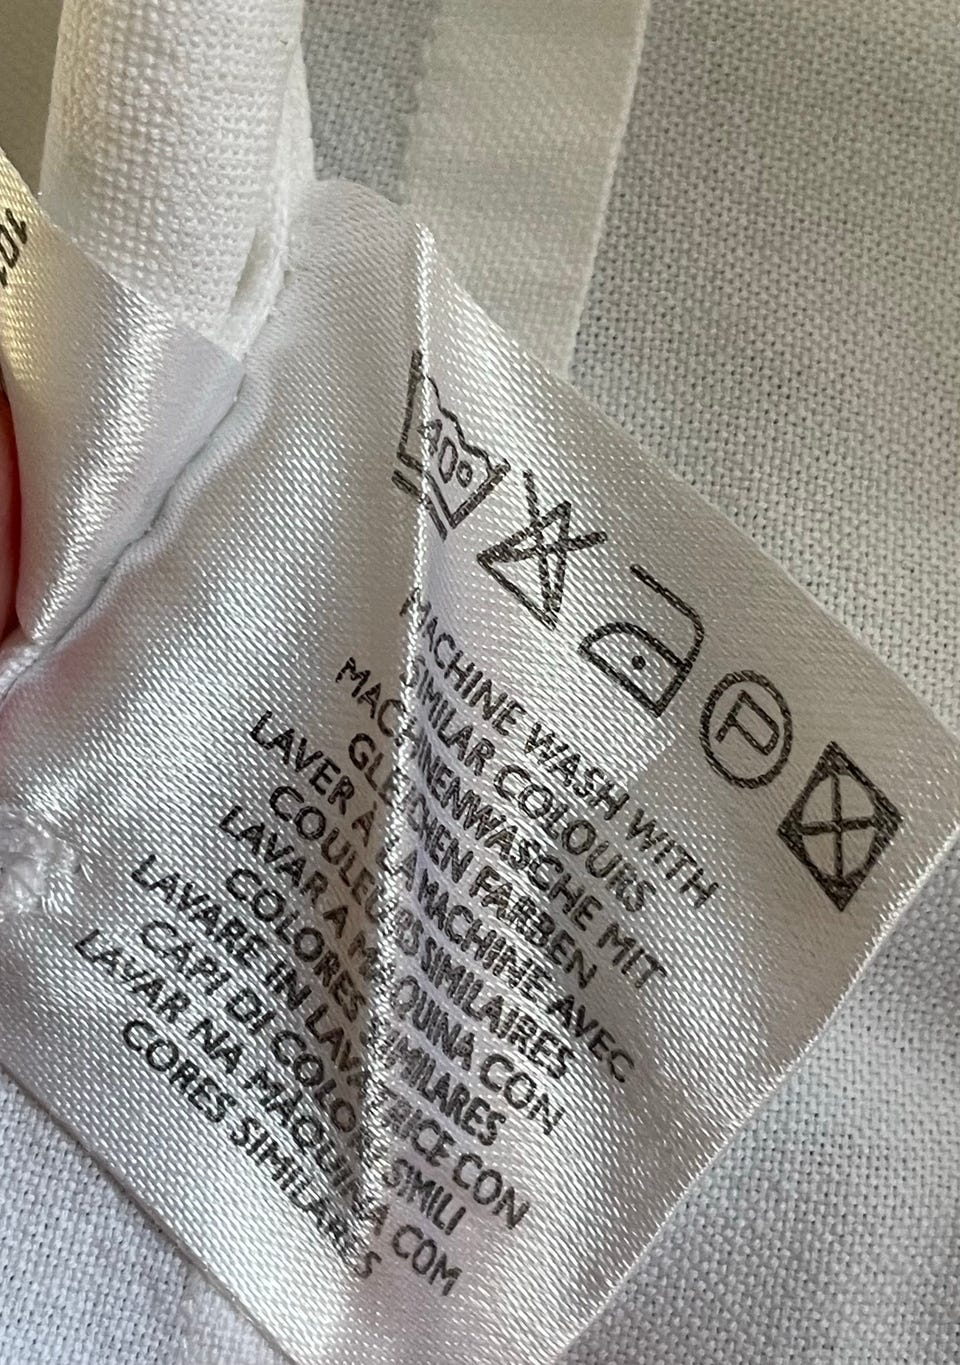 40°
P
MACHINE WASH WITH
SIMILAR COLOURS
MASCHINENWASCHE MIT
GLEICHEN FARBEN
LAVER À LA MACHINE AVEC
COULEURS SIMILAIRES
LAVAR A MAQUINA CON
COLORES SIMILARES
LAVARE IN LAVATRICE CON
CAPI DI COLORI SIMILI
LAVAR NA MÁQUINA COM
CORES SIMILARES